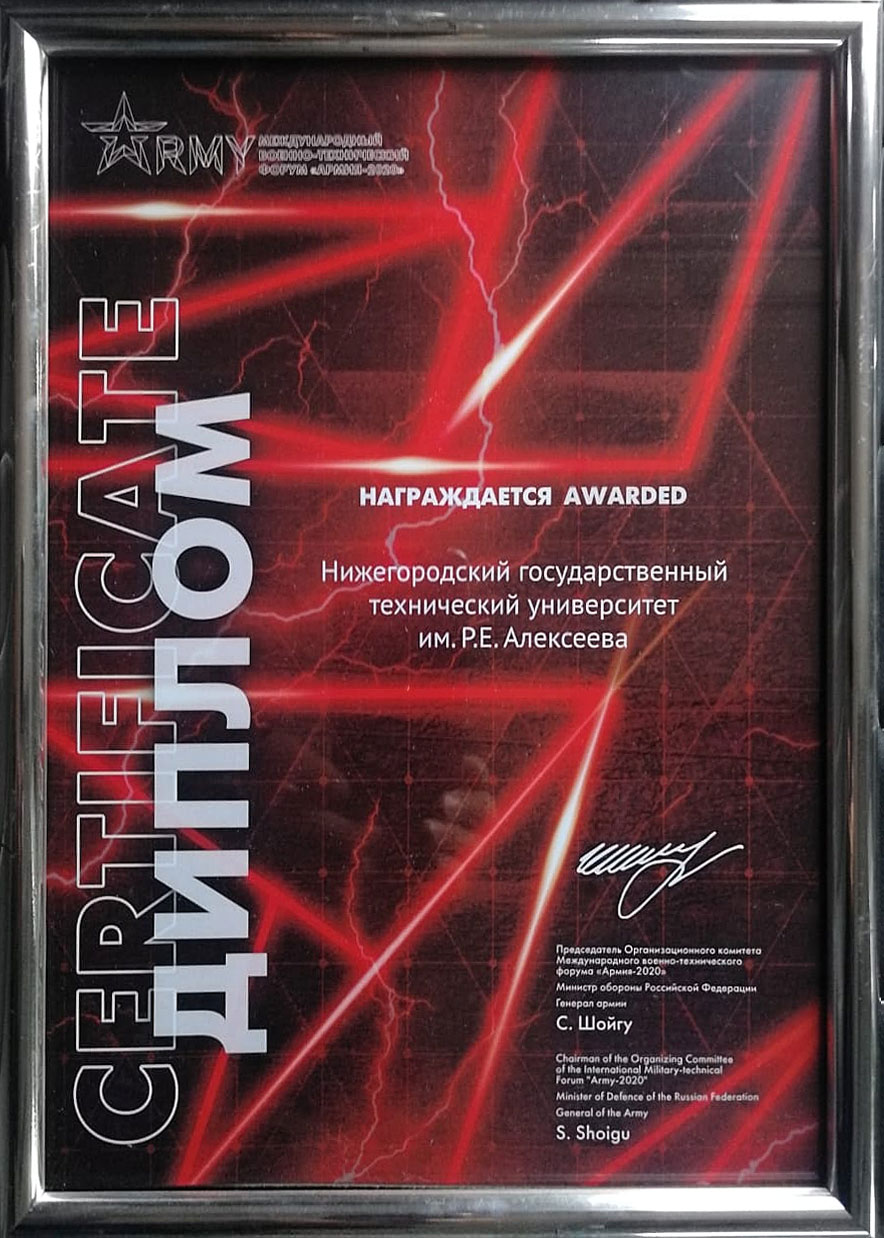 ARMY
МЕЖДУНАРОДНЫЙ
ВОЕННО-ТЕХНИЧЕСКИЙ
ФОРУМ «АРМИЯ-2020»
CERTIFICATE
ДИПЛОМ
НАГРАЖДАЕТСЯ AWARDED
Нижегородский государственный
технический университет
им. Р.Е. Алексеева
Председатель Организационного комитета
Международного военно-технического
форума «Армия-2020»
Министр обороны Российской Федерации
Генерал армии
С. Шойгу
Chairman of the Organizing Committee
of the International Military-technical
Forum "Army-2020"
Minister of Defence of the Russian Federation
General of the Army
S. Shoigu